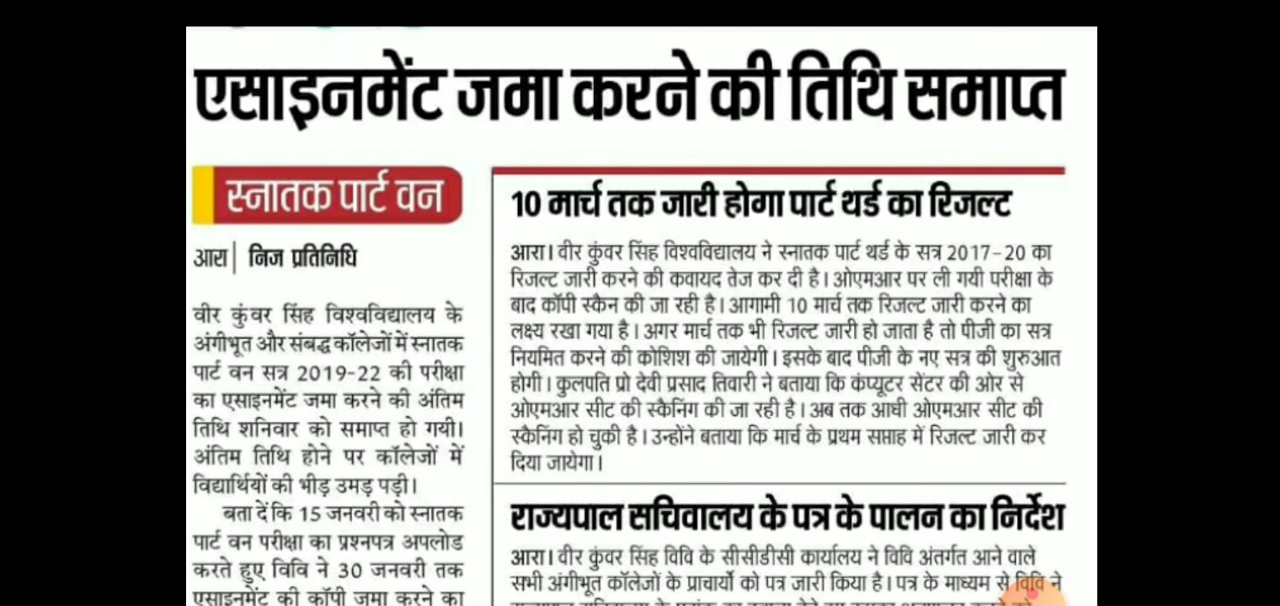 एसाइनमेंट जमा करने की तिथि समाप्त
स्नातक पार्ट वन
आरा| निज प्रतिनिधि
वीर कुंवर सिंह विश्वविद्यालय के
अंगीभूत और संबद्ध कॉलेजों में स्नातक
पार्ट वन सत्र 2019-22 की परीक्षा
का एसाइनमेंट जमा करने की अंतिम
तिथि शनिवार को समाप्त हो गयी।
अंतिम तिथि होने पर कॉलेजों में
विद्यार्थियों की भीड़ उमड़ पड़ी।
बता दें कि 15 जनवरी को स्नातक
पार्ट वन परीक्षा का प्रश्नपत्र अपलोड
करते हुए विवि ने 30 जनवरी तक
एसाइनमेंट की कॉपी जमा करने का
10 मार्च तक जारी होगा पार्ट थर्ड का रिजल्ट
आरा। वीर कुंवर सिंह विश्वविद्यालय ने स्नातक पार्ट थर्ड के सत्र 2017-20 का
रिजल्ट जारी करने की कवायद तेज कर दी है। ओएमआर पर ली गयी परीक्षा के
बाद कॉपी स्कैन की जा रही है। आगामी 10 मार्च तक रिजल्ट जारी करने का
लक्ष्य रखा गया है। अगर मार्च तक भी रिजल्ट जारी हो जाता है तो पीजी का सत्र
नियमित करने की कोशिश की जायेगी। इसके बाद पीजी के नए सत्र की शुरुआत
होगी। कुलपति प्रो देवी प्रसाद तिवारी ने बताया कि कंप्यूटर सेंटर की ओर से
ओएमआर सीट की स्कैनिंग की जा रही है। अब तक आधी ओएमआर सीट की
स्कैनिंग हो चुकी है। उन्होंने बताया कि मार्च के प्रथम सप्ताह में रिजल्ट जारी कर
दिया जायेगा।
राज्यपाल सचिवालय के पत्र के पालन का निर्देश
आरा। वीर कुंवर सिंह विवि के सीसीडीसी कार्यालय ने विवि अंतर्गत आने वाले
सभी अंगीभूत कॉलेजों के प्राचार्यो को पत्र जारी किया है। पत्र के माध्यम से विवि ने